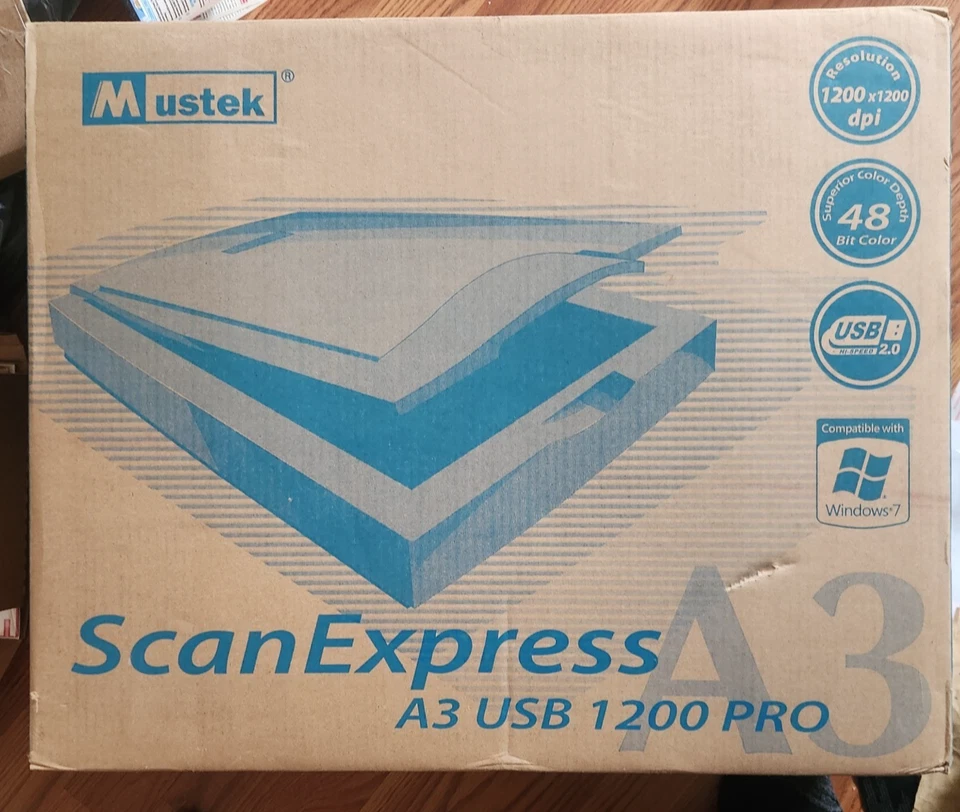 Mustek®
Resolution
1200 x1200
dpi
Superior Color Depth
48
Bit Color
USB
HI-SPEED 2.0
Compatible with
Windows®7
ScanExpress
A3
A3 USB 1200 PRO